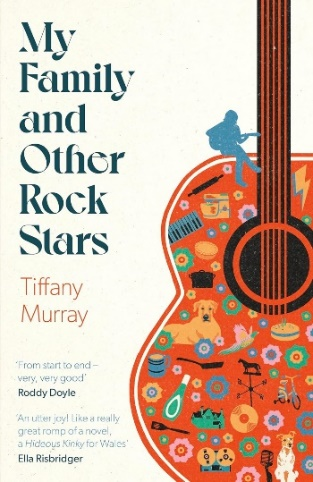 My
Family
and
Other
Rock
Stars
Tiffany
Murray
‘From start to end –
very, very good’
Roddy Doyle
‘An utter joy! Like a really
great romp of a novel,
a Hideous Kinky for Wales’
Ella Risbridger